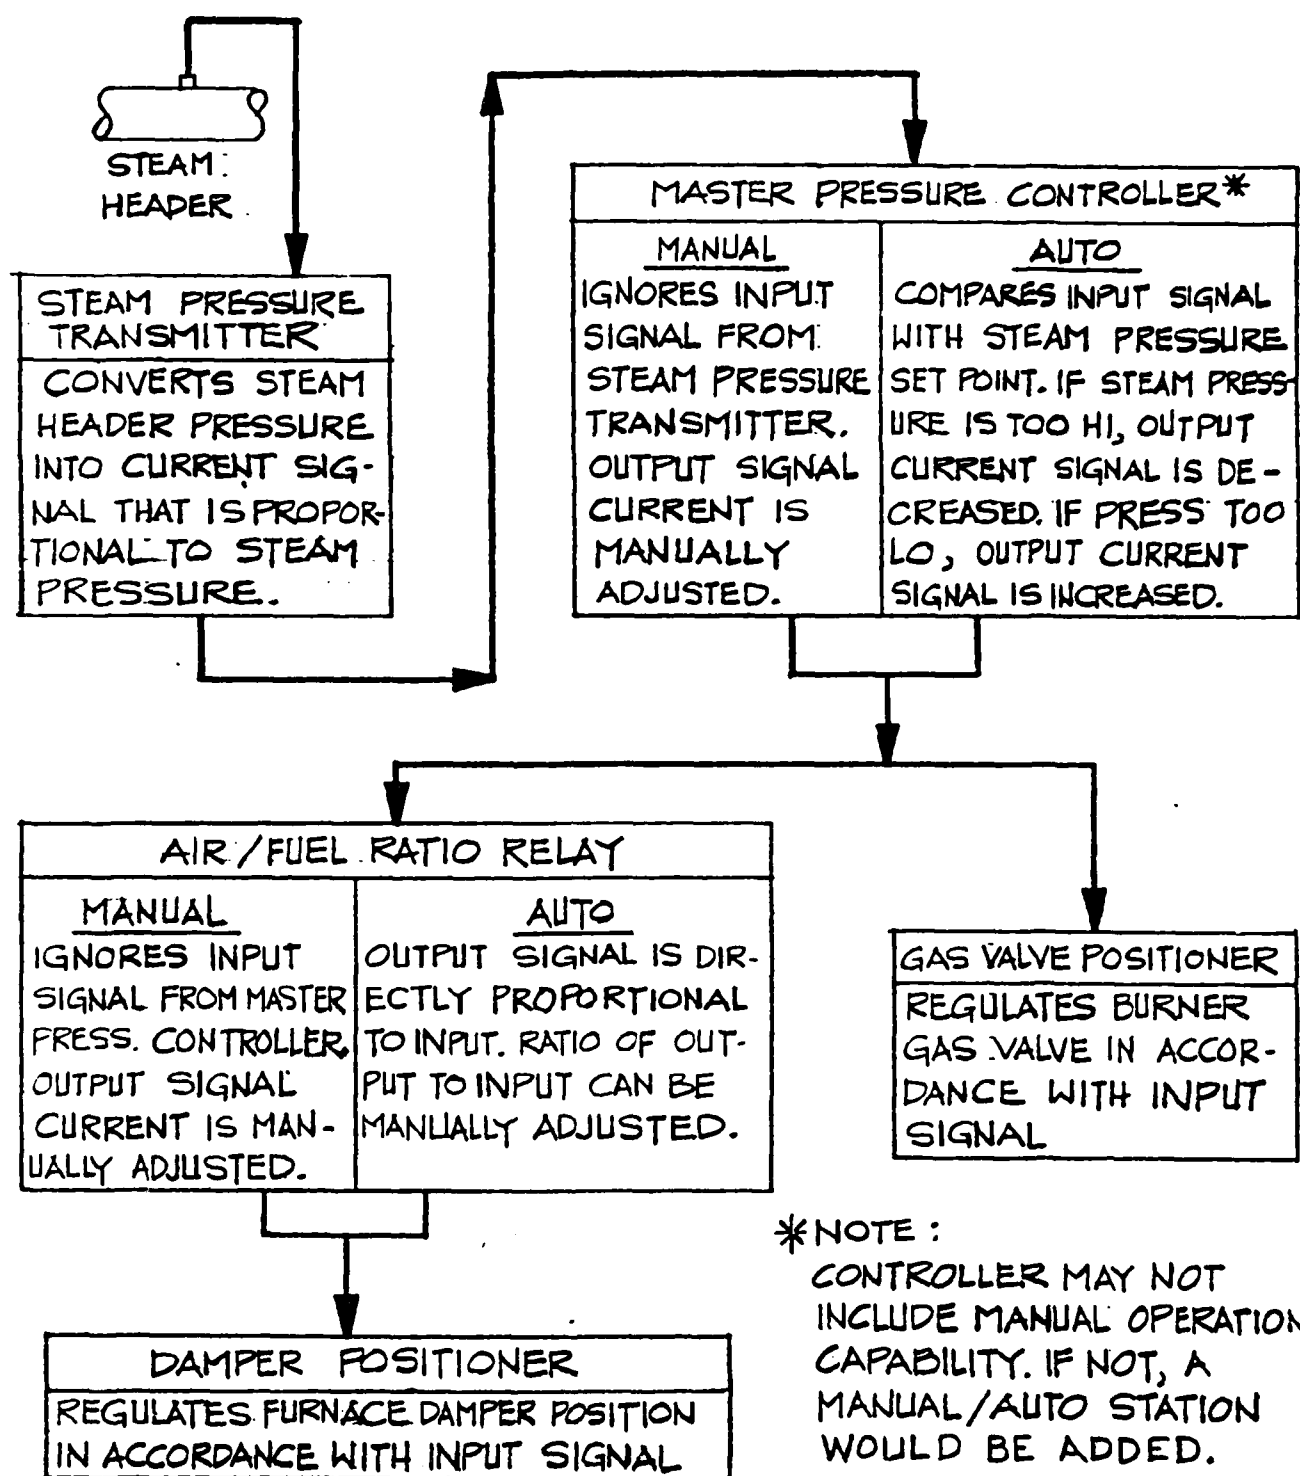 STEAM
HEADER
STEAM PRESSURE
TRANSMITTER
CONVERTS STEAM
HEADER PRESSURE
INTO CURRENT SIG-
NAL THAT IS PROPOR-
TIONAL TO STEAM
PRESSURE.
MASTER PRESSURE CONTROLLER*
MANUAL
IGNORES INPUT
SIGNAL FROM
STEAM PRESSURE
TRANSMITTER.
OUTPUT SIGNAL
CURRENT IS
MANUALLY
ADJUSTED.
AUTO
COMPARES INPUT SIGNAL
WITH STEAM PRESSURE
SET POINT. IF STEAM PRESS-
URE IS TOO HI, OUTPUT
CURRENT SIGNAL IS DE-
CREASED. IF PRESS TOO
LO, OUTPUT CURRENT
SIGNAL IS INCREASED.
AIR/FUEL RATIO RELAY
MANUAL
IGNORES INPUT
SIGNAL FROM MASTER
PRESS. CONTROLLER.
OUTPUT SIGNAL
CURRENT IS MAN-
UALLY ADJUSTED.
AUTO
OUTPUT SIGNAL IS DIR-
ECTLY PROPORTIONAL
TO INPUT. RATIO OF OUT-
PUT TO INPUT CAN BE
MANUALLY ADJUSTED.
GAS VALVE POSITIONER
REGULATES BURNER
GAS VALVE IN ACCOR-
DANCE WITH INPUT
SIGNAL
DAMPER POSITIONER
REGULATES FURNACE DAMPER POSITION
IN ACCORDANCE WITH INPUT SIGNAL
*NOTE:
CONTROLLER MAY NOT
INCLUDE MANUAL OPERATION
CAPABILITY. IF NOT, A
MANUAL/AUTO STATION
WOULD BE ADDED.